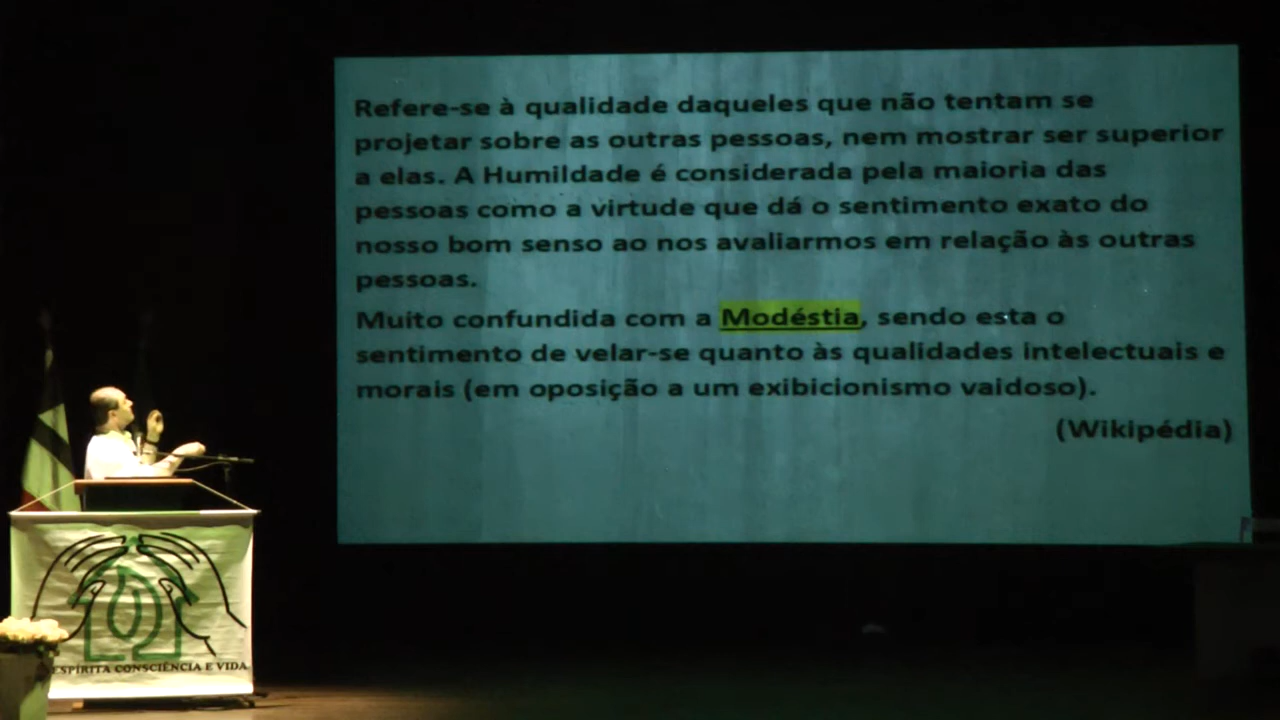 Refere-se à qualidade daqueles que não tentam se
projetar sobre as outras pessoas, nem mostrar ser superior
a elas. A Humildade é considerada pela maioria das
pessoas como a virtude que dá o sentimento exato do
nosso bom senso ao nos avaliarmos em relação às outras
pessoas.
Muito confundida com a Modéstia, sendo esta o
sentimento de velar-se quanto às qualidades intelectuais e
morais (em oposição a um exibicionismo vaidoso).
(Wikipédia)
ESPÍRITA CONSCIÊNCIA E VIDA